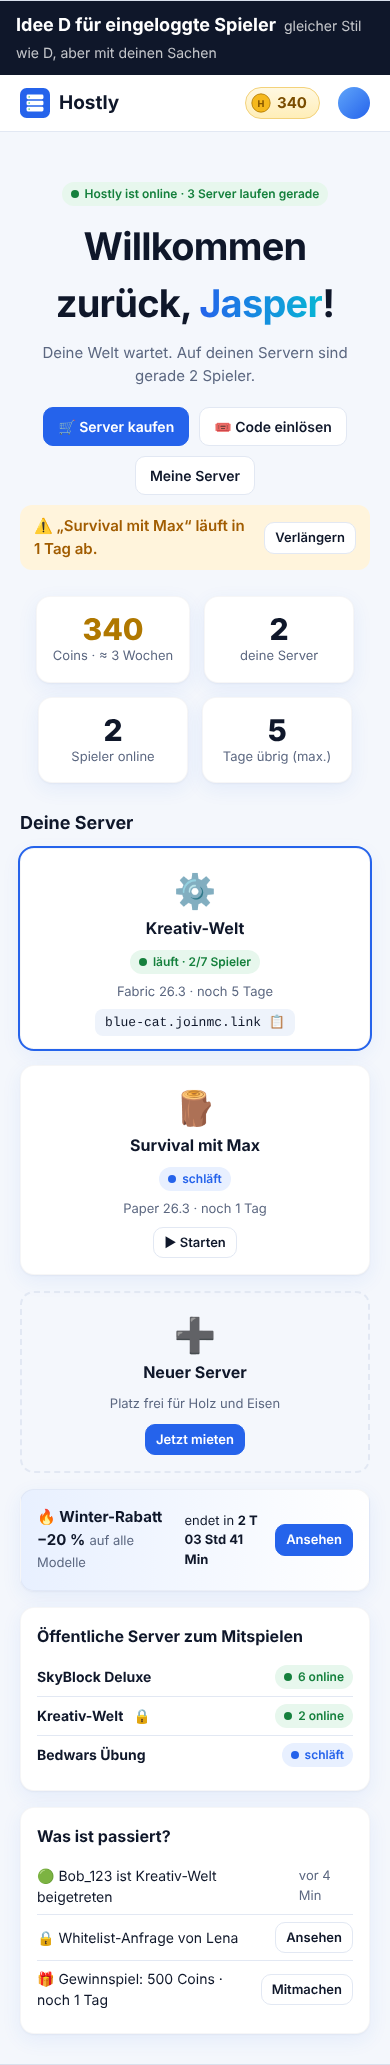 Idee D für eingeloggte Spieler gleicher Stil
wie D, aber mit deinen Sachen
Hostly
H 340
Hostly ist online · 3 Server laufen gerade
Willkommen
zurück, Jasper!
Deine Welt wartet. Auf deinen Servern sind
gerade 2 Spieler.
🛒 Server kaufen
🎟️ Code einlösen
Meine Server
⚠️ „Survival mit Max“ läuft in
1 Tag ab.
Verlängern
340
Coins · ≈ 3 Wochen
2
deine Server
2
Spieler online
5
Tage übrig (max.)
Deine Server
Kreativ-Welt
läuft · 2/7 Spieler
Fabric 26.3 · noch 5 Tage
blue-cat.joinmc.link 📋
Survival mit Max
schläft
Paper 26.3 · noch 1 Tag
▶ Starten
Neuer Server
Platz frei für Holz und Eisen
Jetzt mieten
🔥 Winter-Rabatt
−20 % auf alle
Modelle
endet in 2 T
03 Std 41
Min
Ansehen
Öffentliche Server zum Mitspielen
SkyBlock Deluxe
6 online
Kreativ-Welt 🔒
2 online
Bedwars Übung
schläft
Was ist passiert?
🟢 Bob_123 ist Kreativ-Welt
beigetreten
vor 4
Min
🔒 Whitelist-Anfrage von Lena
Ansehen
🎁 Gewinnspiel: 500 Coins ·
noch 1 Tag
Mitmachen